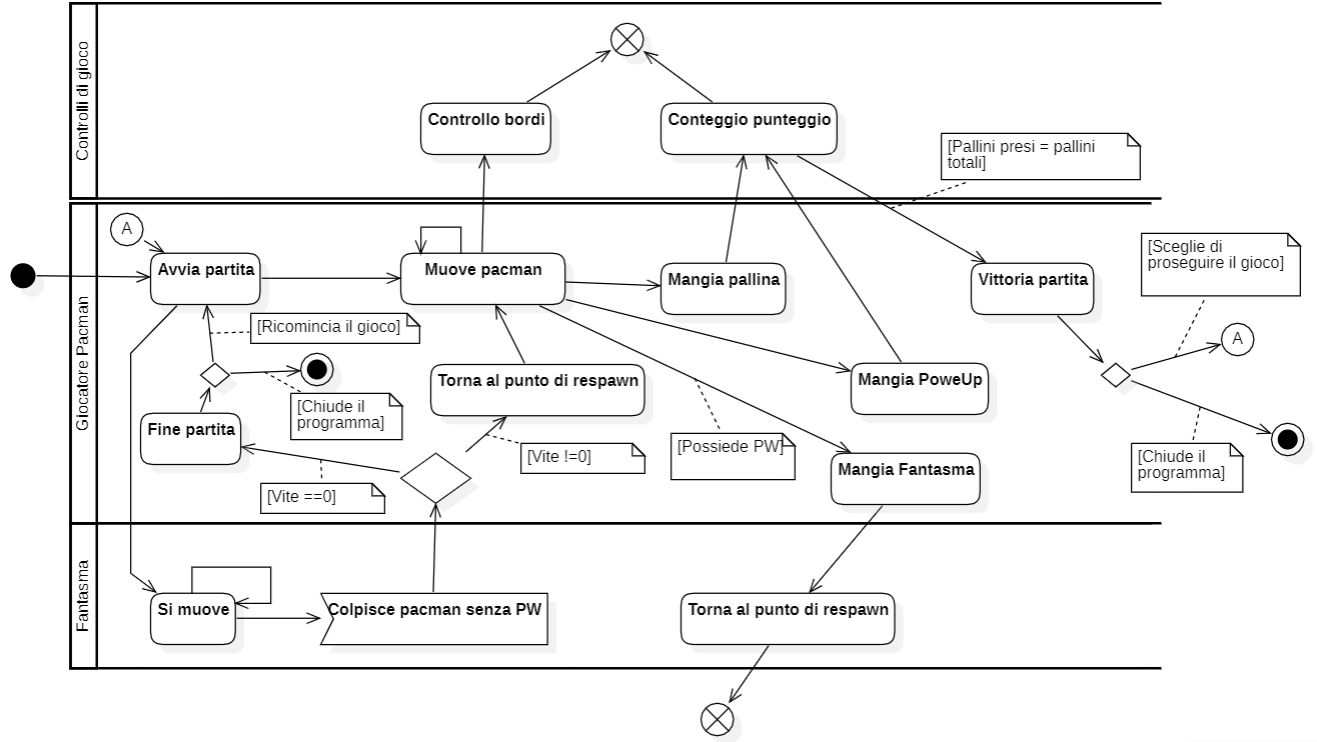 Controlli di gioco
Controllo bordi
Conteggio punteggio
[Pallini presi = pallini
totali]
Giocatore Pacman
A
Avvia partita
Muove pacman
Mangia pallina
Vittoria partita
[Sceglie di
proseguire il gioco]
[Ricomincia il gioco]
A
Torna al punto di respawn
Mangia PoweUp
[Chiude il
programma]
Fine partita
[Vite !=0]
[Possiede PW]
Mangia Fantasma
[Chiude il
programma]
[Vite ==0]
Fantasma
Si muove
Colpisce pacman senza PW
Torna al punto di respawn